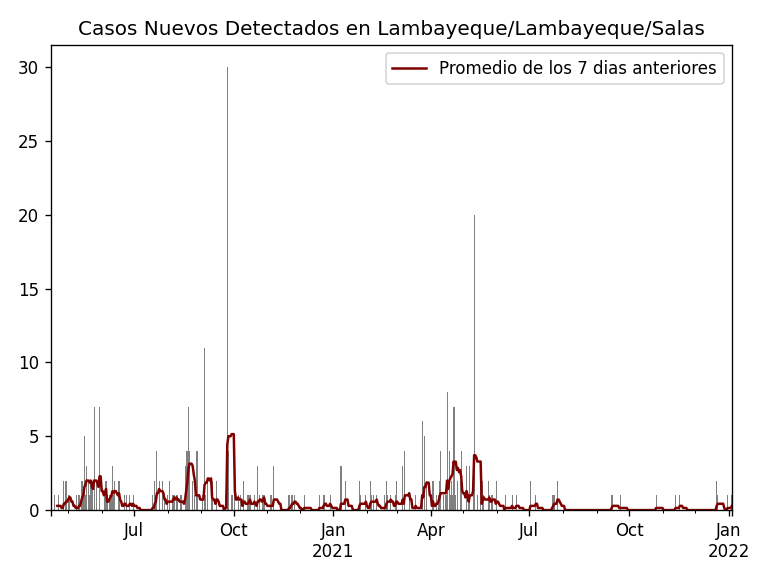 Casos Nuevos Detectados en Lambayeque/Lambayeque/Salas
Promedio de los 7 dias anteriores
30
25
20
15
10
5
0
Jul Oct Jan Apr Jul Oct Jan
2021 2022